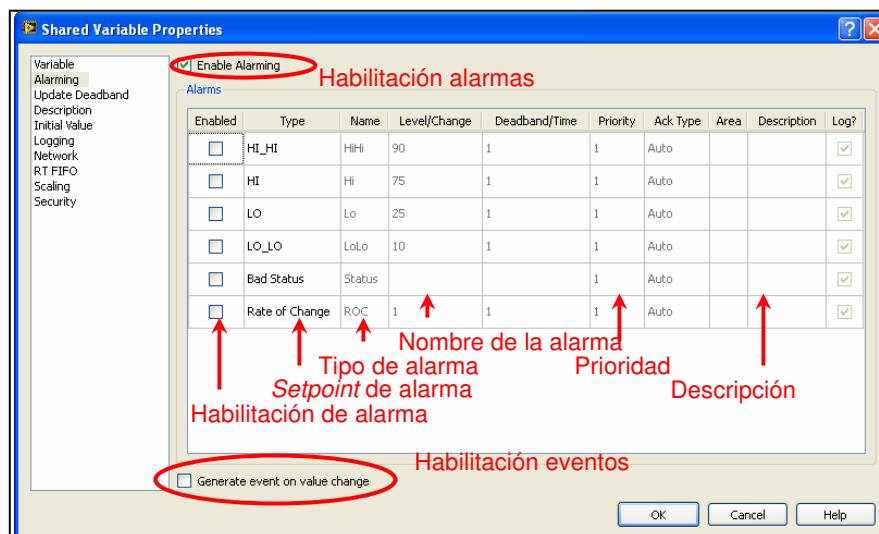 Shared Variable Properties
Variable
Alarming
Update Deadband
Description
Initial Value
Logging
Network
RT FIFO
Scaling
Security
Enable Alarming
Habilitación alarmas
Alarms
Enabled Type Name Level/Change Deadband/Time Priority Ack Type Area Description Log?
HI_HI HiHi 90 1 1 Auto
HI Hi 75 1 1 Auto
LO Lo 25 1 1 Auto
LO_LO LoLo 10 1 1 Auto
Bad Status Status 1 Auto
Rate of Change ROC 1 1 1 Auto
Nombre de la alarma
Tipo de alarma Prioridad
Setpoint de alarma Descripción
Habilitación de alarma
Habilitación eventos
Generate event on value change
OK Cancel Help